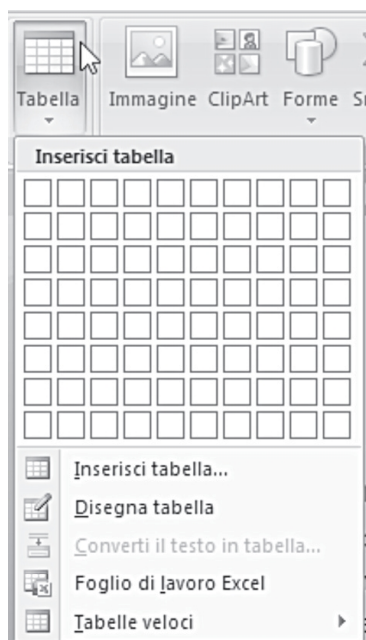 Tabella Immagine ClipArt Forme
Inserisci tabella
Inserisci tabella...
Disegna tabella
Converti il testo in tabella...
Foglio di lavoro Excel
Tabelle veloci